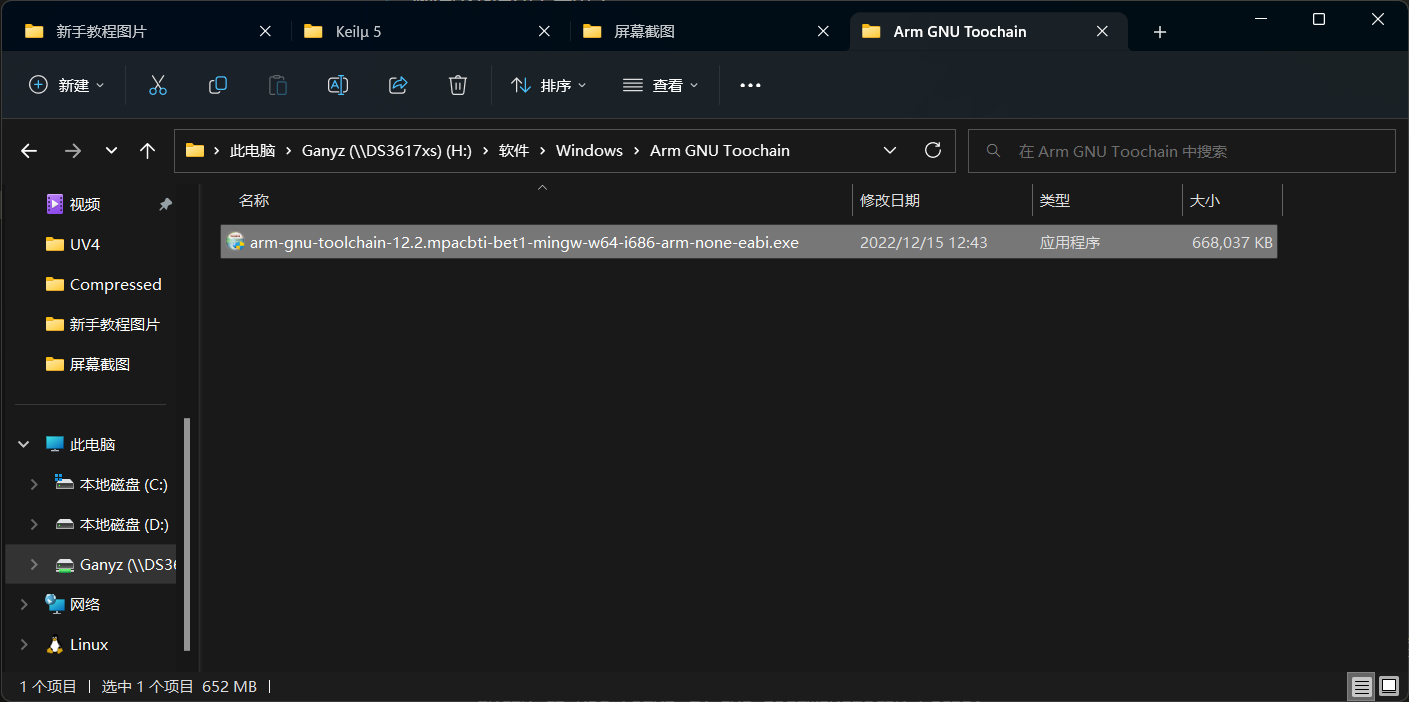 新手教程图片 Keilμ 5 屏幕截图 Arm GNU Toochain
新建 排序 查看
此电脑 Ganyz (\\DS3617xs) (H:) 软件 Windows Arm GNU Toochain 在 Arm GNU Toochain 中搜索
名称 修改日期 类型 大小
arm-gnu-toolchain-12.2.mpacbti-bet1-mingw-w64-i686-arm-none-eabi.exe 2022/12/15 12:43 应用程序 668,037 KB
视频
UV4
Compressed
新手教程图片
屏幕截图
此电脑
本地磁盘 (C:)
本地磁盘 (D:)
Ganyz (\\DS36
网络
Linux
1 个项目 选中 1 个项目 652 MB